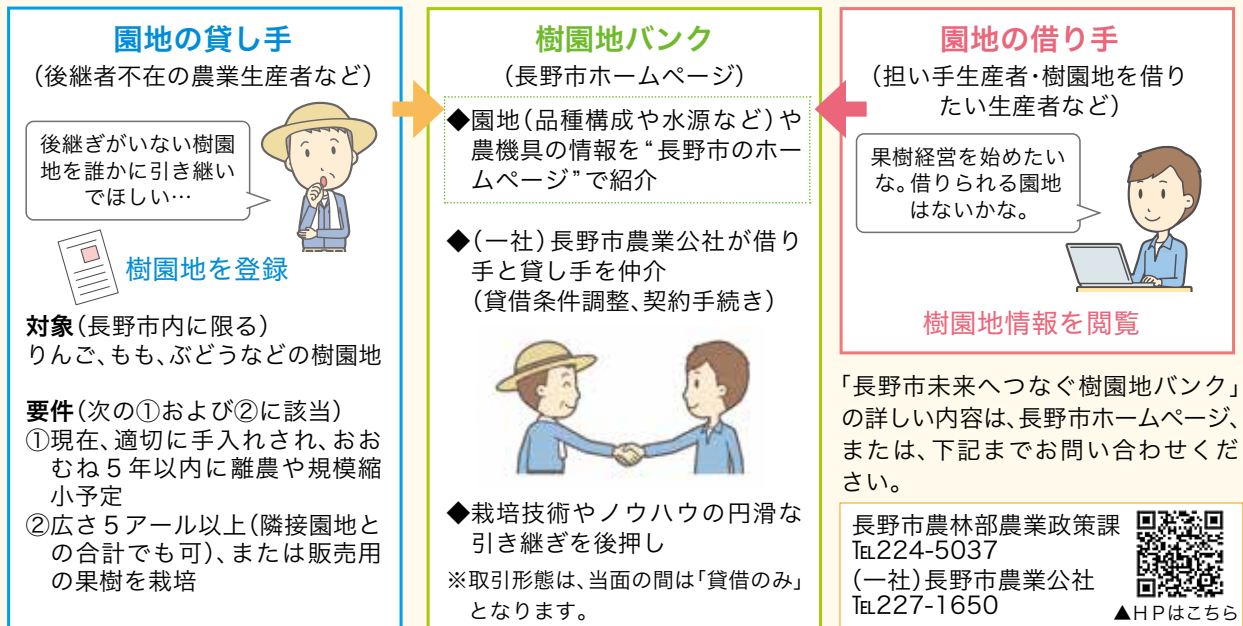 園地の貸し手
（後継者不在の農業生産者など）
後継ぎがいない樹園
地を誰かに引き継い
でほしい…
樹園地を登録
対象（長野市内に限る）
りんご、もも、ぶどうなどの樹園地
要件（次の①および②に該当）
①現在、適切に手入れされ、おお
むね５年以内に離農や規模縮
小予定
②広さ５アール以上（隣接園地と
の合計でも可）、または販売用
の果樹を栽培
樹園地バンク
（長野市ホームページ）
◆園地（品種構成や水源など）や
農機具の情報を“長野市のホー
ムページ”で紹介
◆（一社）長野市農業公社が借り
手と貸し手を仲介
（貸借条件調整、契約手続き）
◆栽培技術やノウハウの円滑な
引き継ぎを後押し
※取引形態は、当面の間は「貸借のみ」
となります。
園地の借り手
（担い手生産者・樹園地を借り
たい生産者など）
果樹経営を始めたい
な。借りられる園地
はないかな。
樹園地情報を閲覧
「長野市未来へつなぐ樹園地バンク」
の詳しい内容は、長野市ホームページ、
または、下記までお問い合わせくだ
さい。
長野市農林部農業政策課
℡224-5037
（一社）長野市農業公社
℡227-1650
▲ＨＰはこちら